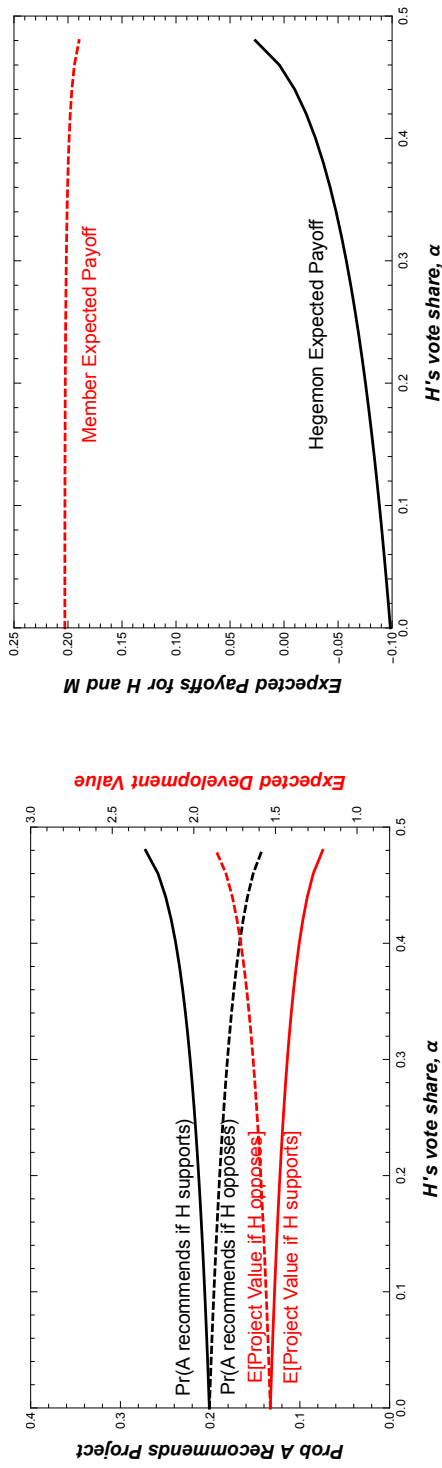 Prob A Recommends Project
0.4
0.3
0.2
0.1
0.0
Pr(A recommends if H supports)
Pr(A recommends if H opposes)
E[Project Value if H opposes]
E[Project Value if H supports]
3.0
2.5
2.0
1.5
1.0
Expected Development Value
0.0 0.1 0.2 0.3 0.4 0.5
H's vote share, α
Expected Payoffs for H and M
0.25
0.20
0.15
0.10
0.05
0.00
-0.05
-0.10
Member Expected Payoff
Hegemon Expected Payoff
0.0 0.1 0.2 0.3 0.4 0.5
H's vote share, α